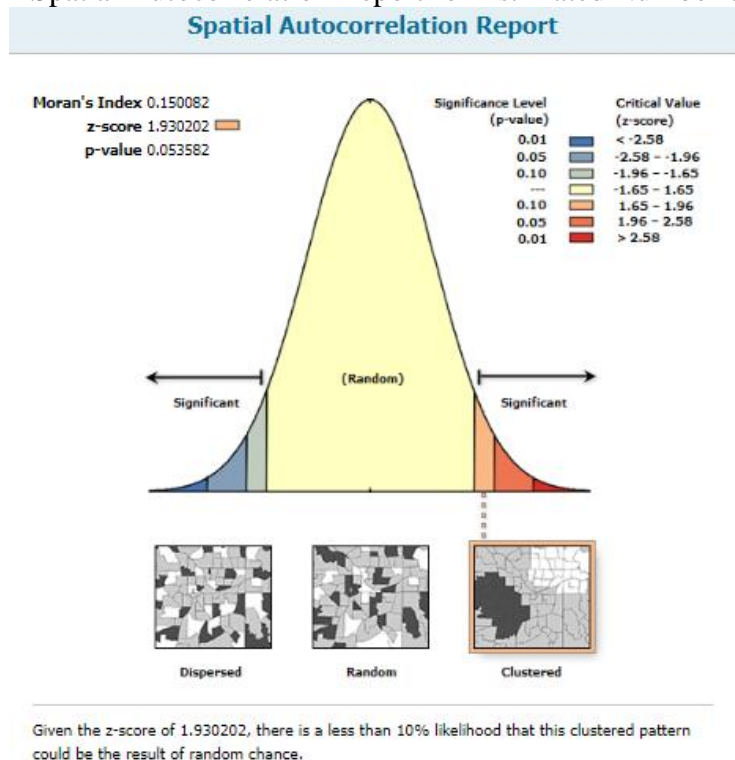 Spatial Autocorrelation Report
Moran's Index 0.150082
z-score 1.930202
p-value 0.053582
Significance Level Critical Value
(p-value) (z-score)
0.01 < -2.58
0.05 -2.58 – -1.96
0.10 -1.96 – -1.65
--- -1.65 – 1.65
0.10 1.65 – 1.96
0.05 1.96 – 2.58
0.01 > 2.58
(Random)
Significant Significant
Dispersed Random Clustered
Given the z-score of 1.930202, there is a less than 10% likelihood that this clustered pattern
could be the result of random chance.